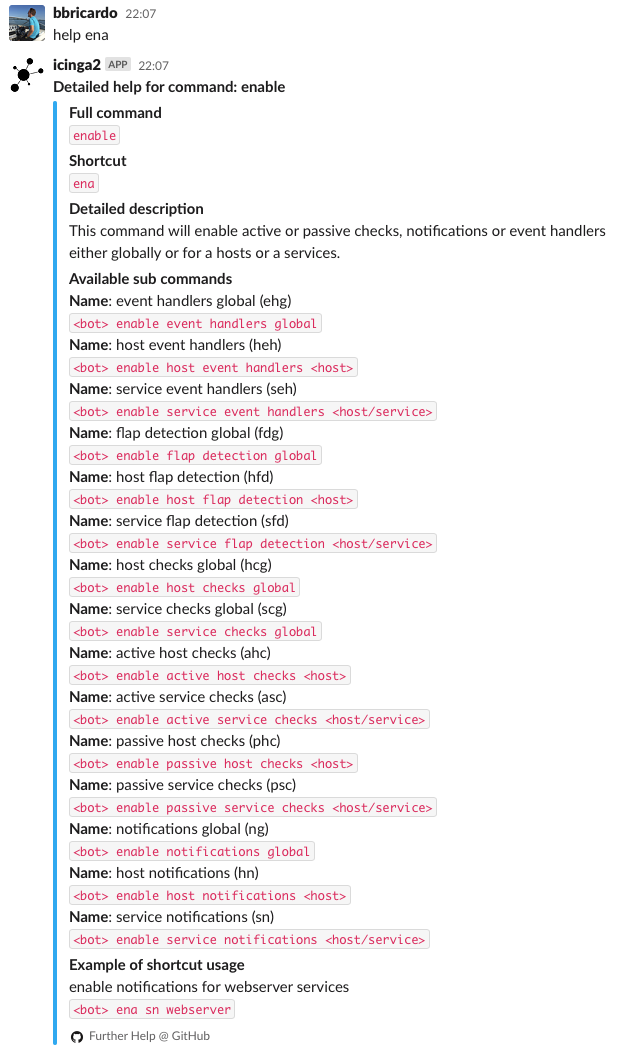 bbricardo 22:07
help ena
icinga2 APP 22:07
Detailed help for command: enable
Full command
enable
Shortcut
ena
Detailed description
This command will enable active or passive checks, notifications or event handlers
either globally or for a hosts or a services.
Available sub commands
Name: event handlers global (ehg)
<bot> enable event handlers global
Name: host event handlers (heh)
<bot> enable host event handlers <host>
Name: service event handlers (seh)
<bot> enable service event handlers <host/service>
Name: flap detection global (fdg)
<bot> enable flap detection global
Name: host flap detection (hfd)
<bot> enable host flap detection <host>
Name: service flap detection (sfd)
<bot> enable service flap detection <host/service>
Name: host checks global (hcg)
<bot> enable host checks global
Name: service checks global (scg)
<bot> enable service checks global
Name: active host checks (ahc)
<bot> enable active host checks <host>
Name: active service checks (asc)
<bot> enable active service checks <host/service>
Name: passive host checks (phc)
<bot> enable passive host checks <host>
Name: passive service checks (psc)
<bot> enable passive service checks <host/service>
Name: notifications global (ng)
<bot> enable notifications global
Name: host notifications (hn)
<bot> enable host notifications <host>
Name: service notifications (sn)
<bot> enable service notifications <host/service>
Example of shortcut usage
enable notifications for webserver services
<bot> ena sn webserver
Further Help @ GitHub